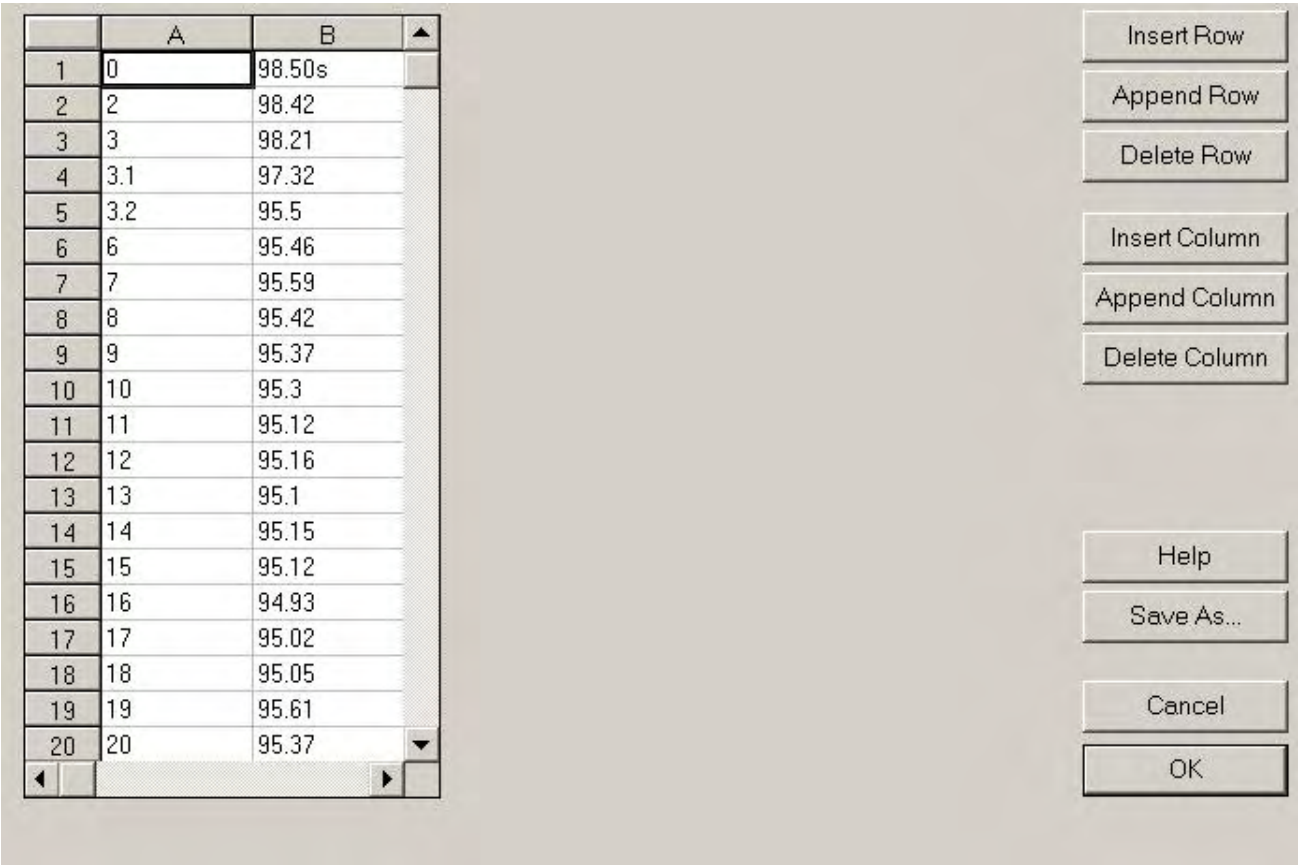 A B
1 0 98.50s
2 2 98.42
3 3 98.21
4 3.1 97.32
5 3.2 95.5
6 6 95.46
7 7 95.59
8 8 95.42
9 9 95.37
10 10 95.3
11 11 95.12
12 12 95.16
13 13 95.1
14 14 95.15
15 15 95.12
16 16 94.93
17 17 95.02
18 18 95.05
19 19 95.61
20 20 95.37
Insert Row
Append Row
Delete Row
Insert Column
Append Column
Delete Column
Help
Save As...
Cancel
OK